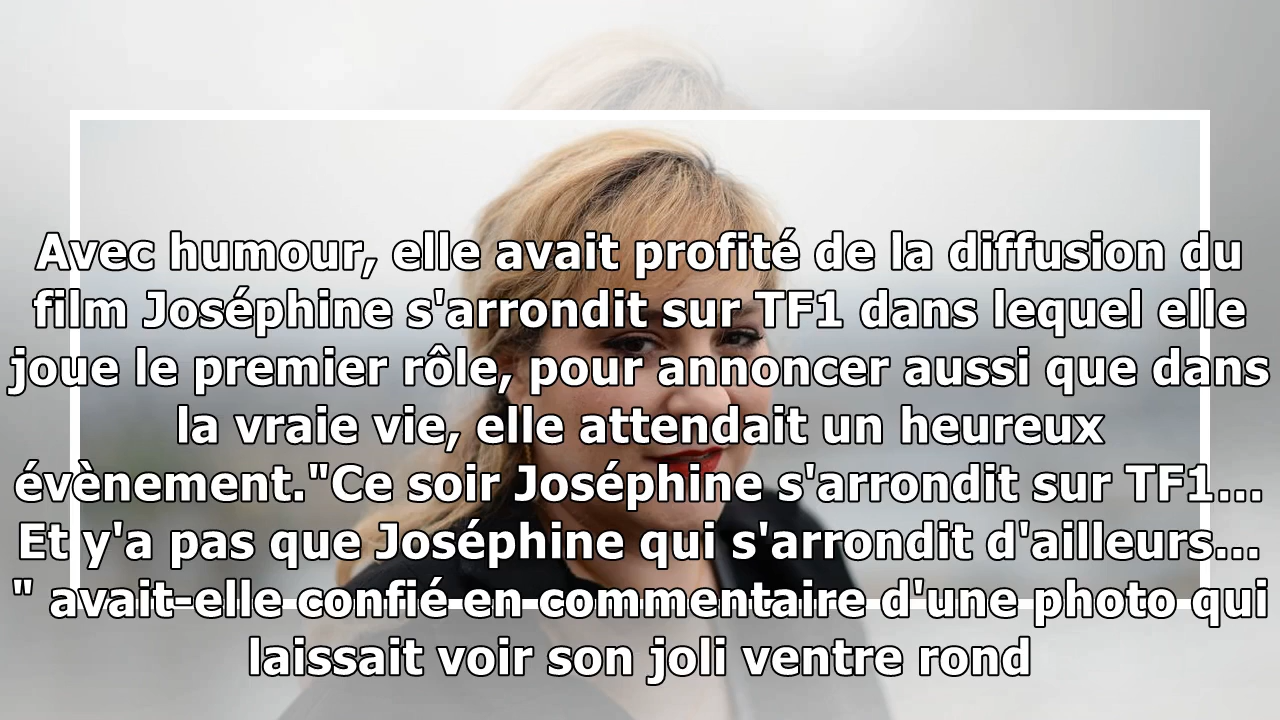 Avec humour, elle avait profité de la diffusion du
film Joséphine s'arrondit sur TF1 dans lequel elle
joue le premier rôle, pour annoncer aussi que dans
la vraie vie, elle attendait un heureux
évènement."Ce soir Joséphine s'arrondit sur TF1...
Et y'a pas que Joséphine qui s'arrondit d'ailleurs...
" avait-elle confié en commentaire d'une photo qui
laissait voir son joli ventre rond